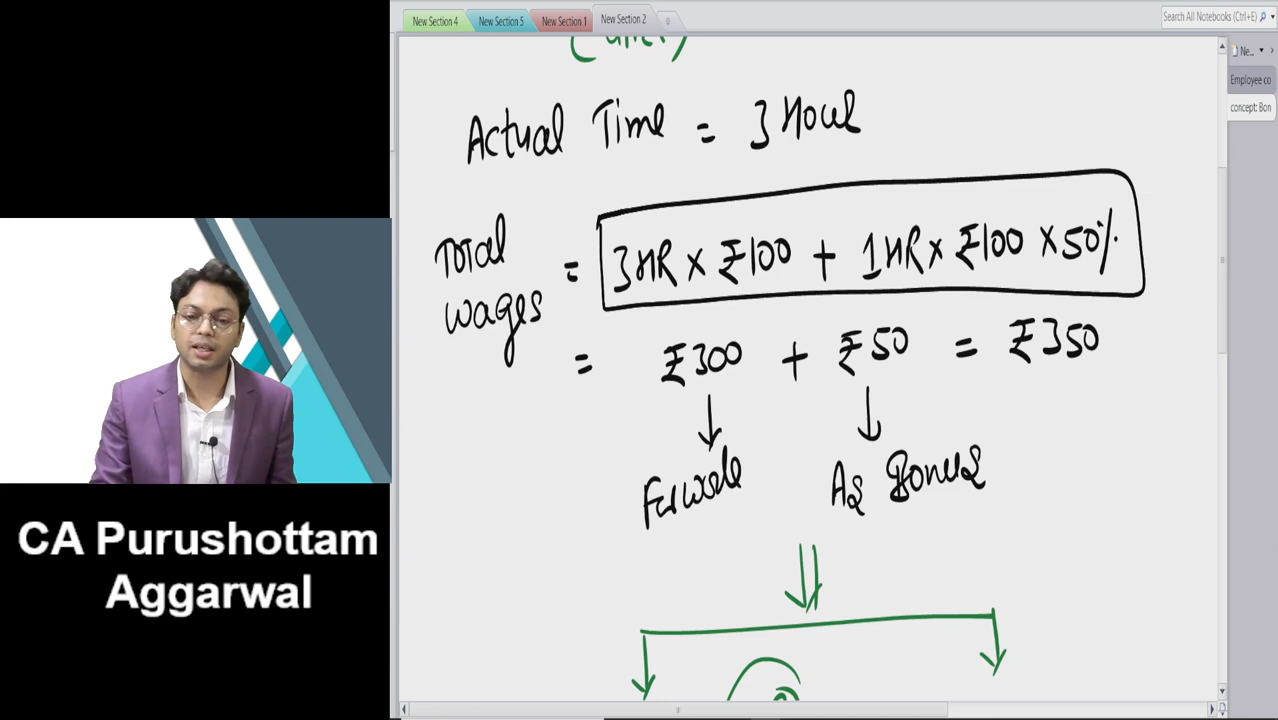 New Section 4
New Section 5
New Section 1
New Section 2
Search All Notebooks (Ctrl+E)
Ne...
Employee co
concept: Bon
Actual Time = 3 Hour
Total wages = 3HR x ₹100 + 1HR x ₹100 x 50%
= ₹300 + ₹50 = ₹350
As Bonus
CA Purushottam
Aggarwal